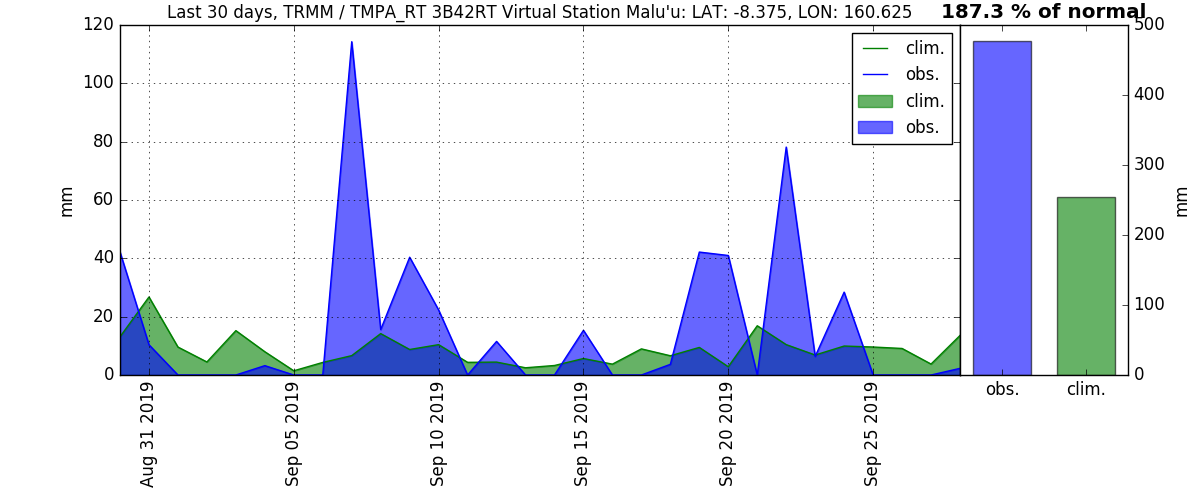 Last 30 days, TRMM / TMPA_RT 3B42RT Virtual Station Malu'u: LAT: -8.375, LON: 160.625
187.3 % of normal
120
100
80
60
40
20
0
mm
clim.
obs.
clim.
obs.
Aug 31 2019
Sep 05 2019
Sep 10 2019
Sep 15 2019
Sep 20 2019
Sep 25 2019
500
400
300
200
100
0
mm
obs.
clim.